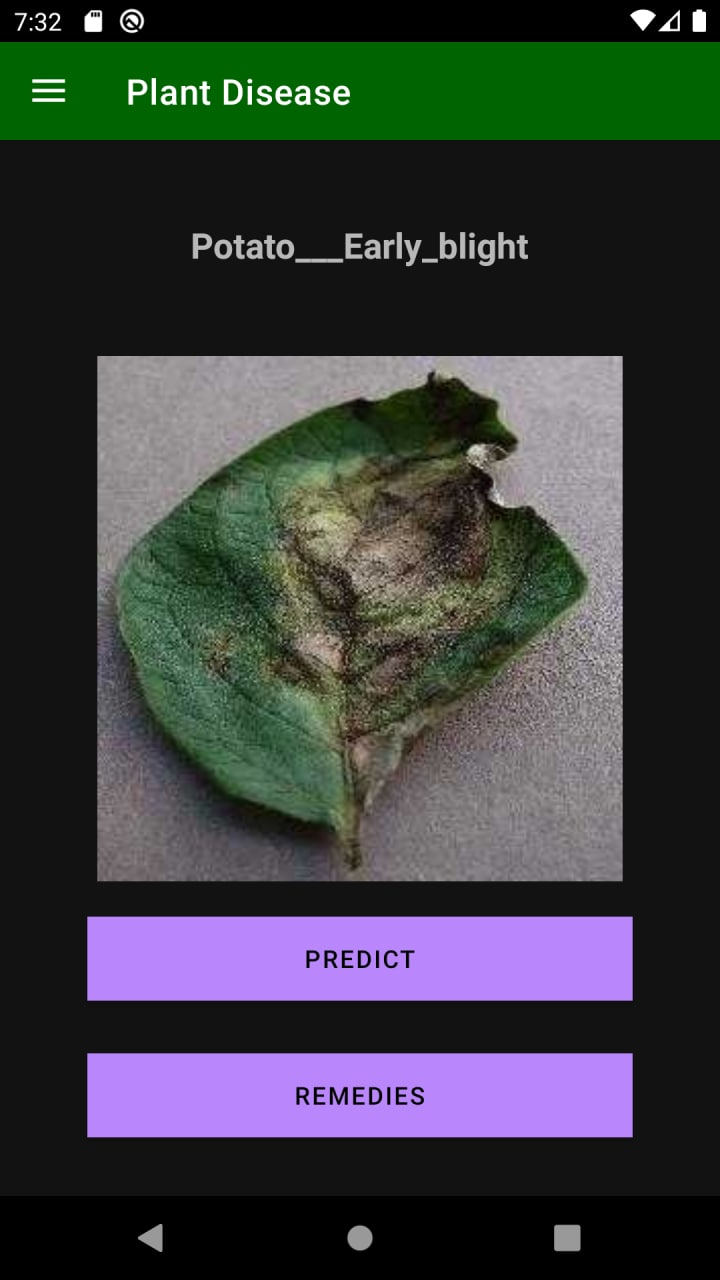 7:32
Plant Disease
Potato___Early_blight
PREDICT
REMEDIES